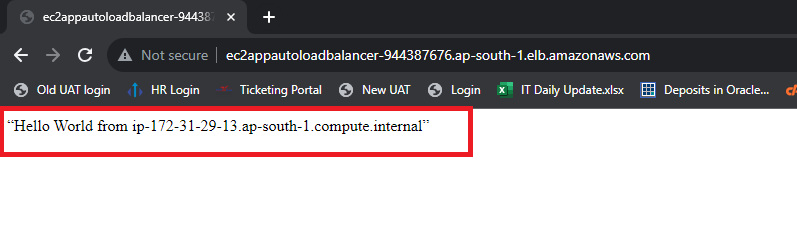 ec2appautoloadbalancer-94438
Not secure
ec2appautoloadbalancer-944387676.ap-south-1.elb.amazonaws.com
Old UAT login
HR Login
Ticketing Portal
New UAT
Login
IT Daily Update.xlsx
Deposits in Oracle...
“Hello World from ip-172-31-29-13.ap-south-1.compute.internal”